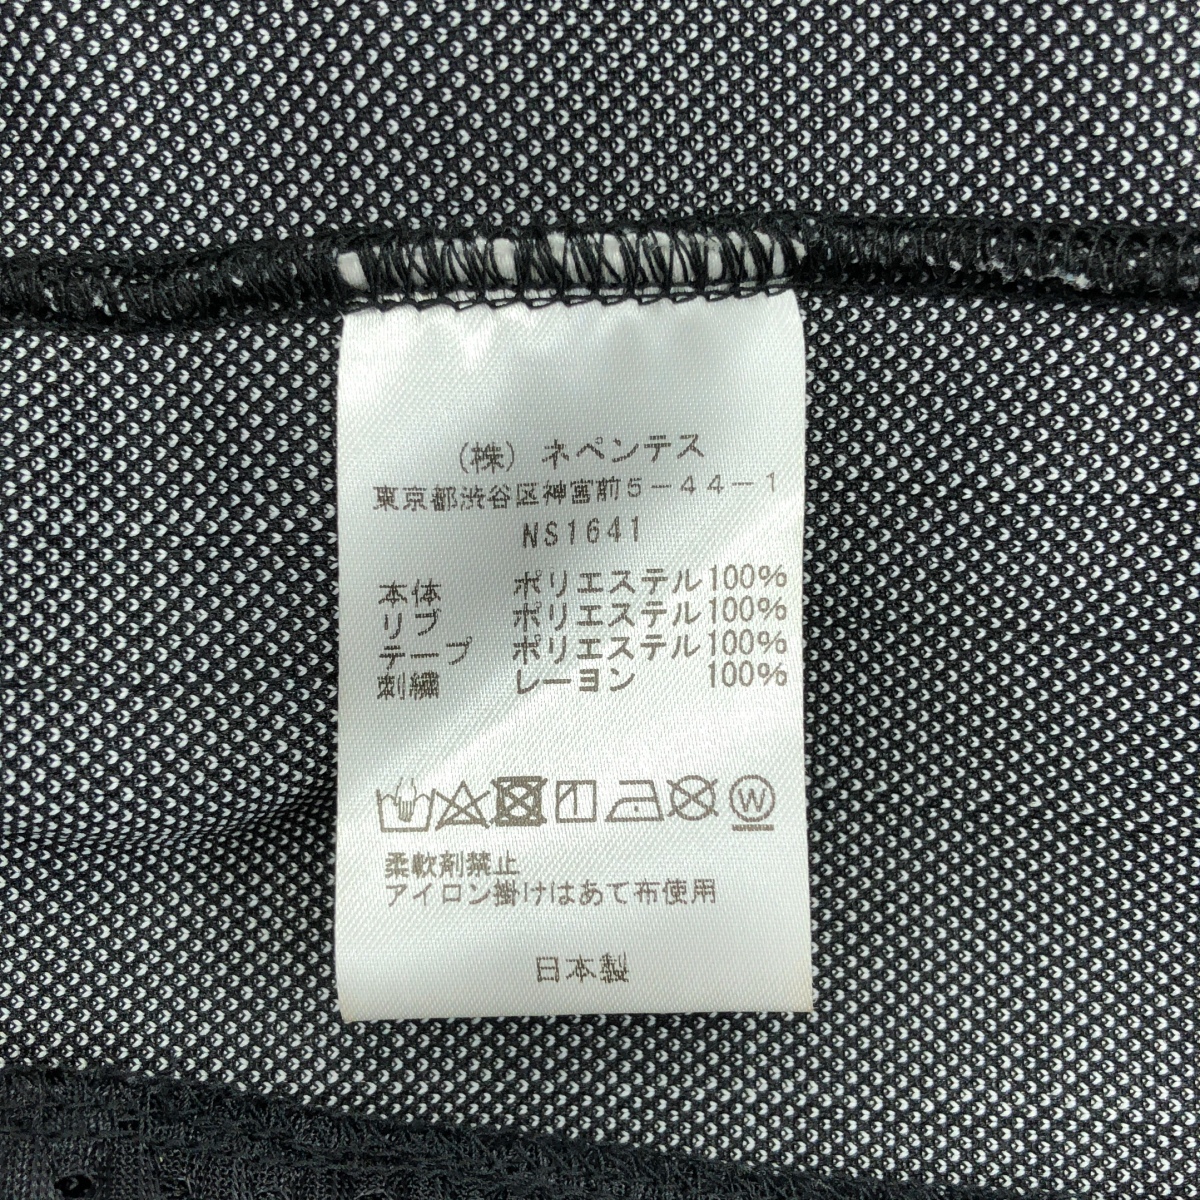 （株）ネペンテス
東京都渋谷区神宮前5－44－1
NS1641
本体 ポリエステル100%
リブ ポリエステル100%
テープ ポリエステル100%
刺繍 レーヨン 100%
W
柔軟剤禁止
アイロン掛けはあて布使用
日本製